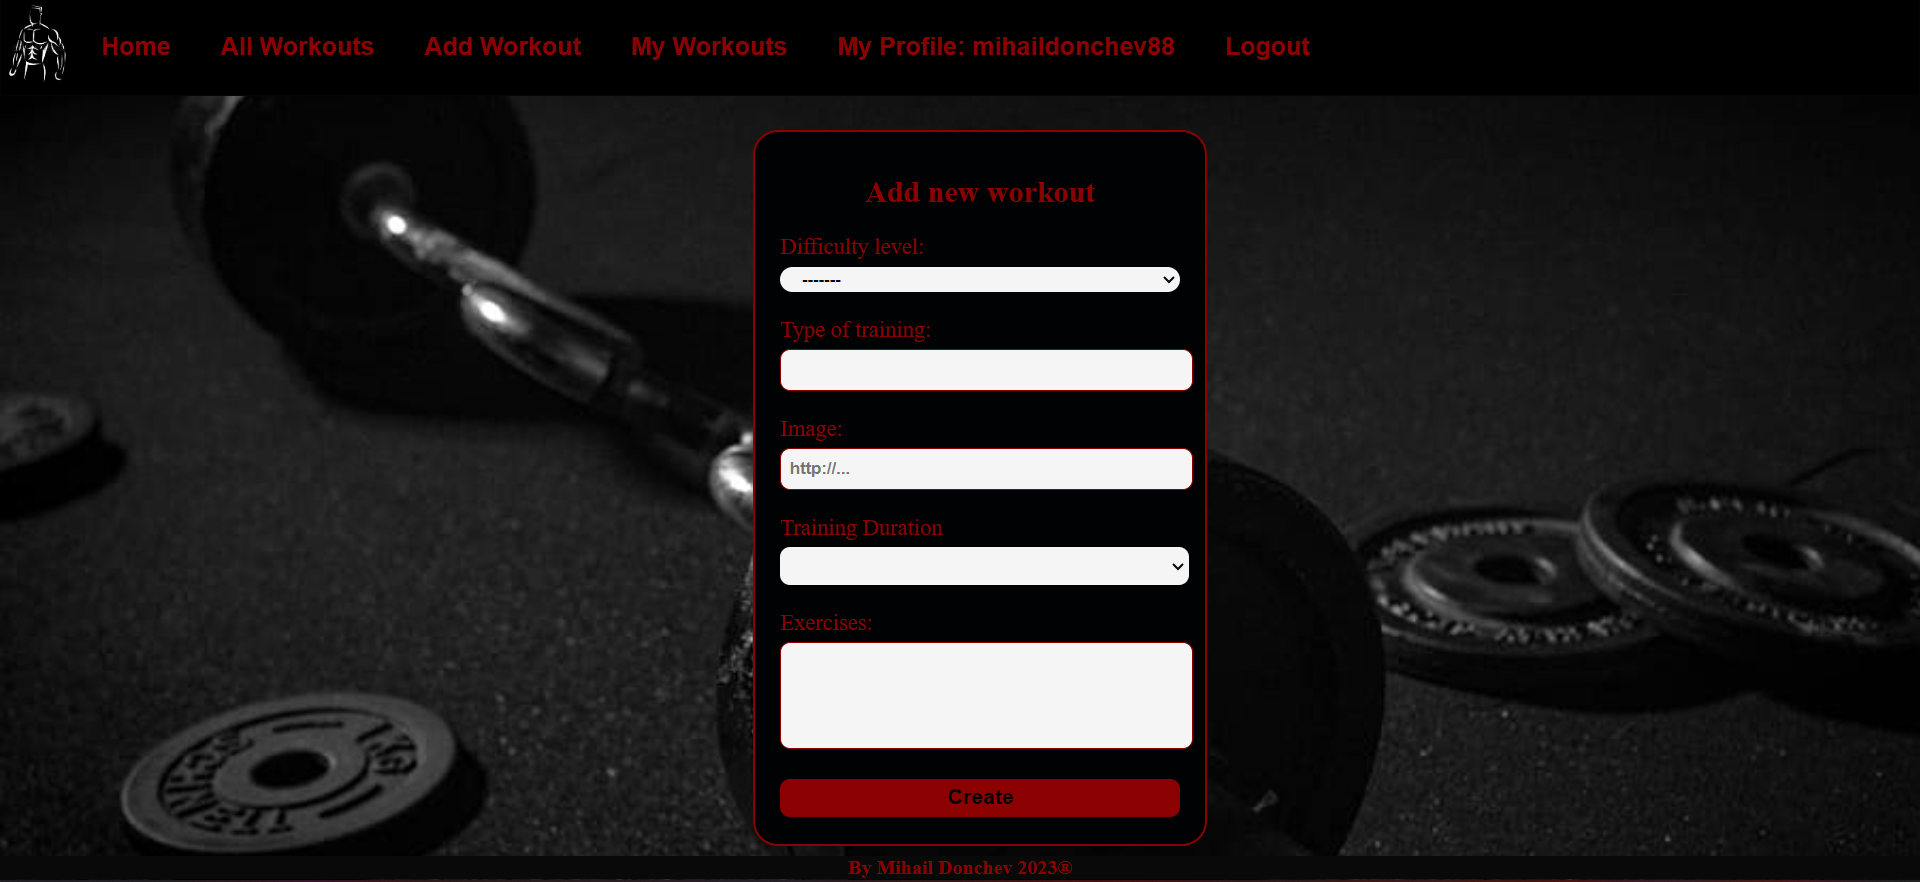 Home All Workouts Add Workout My Workouts My Profile: mihaildonchev88 Logout
Add new workout
Difficulty level:
-------
Type of training:
Image:
http://...
Training Duration
Exercises:
Create
By Mihail Donchev 2023®